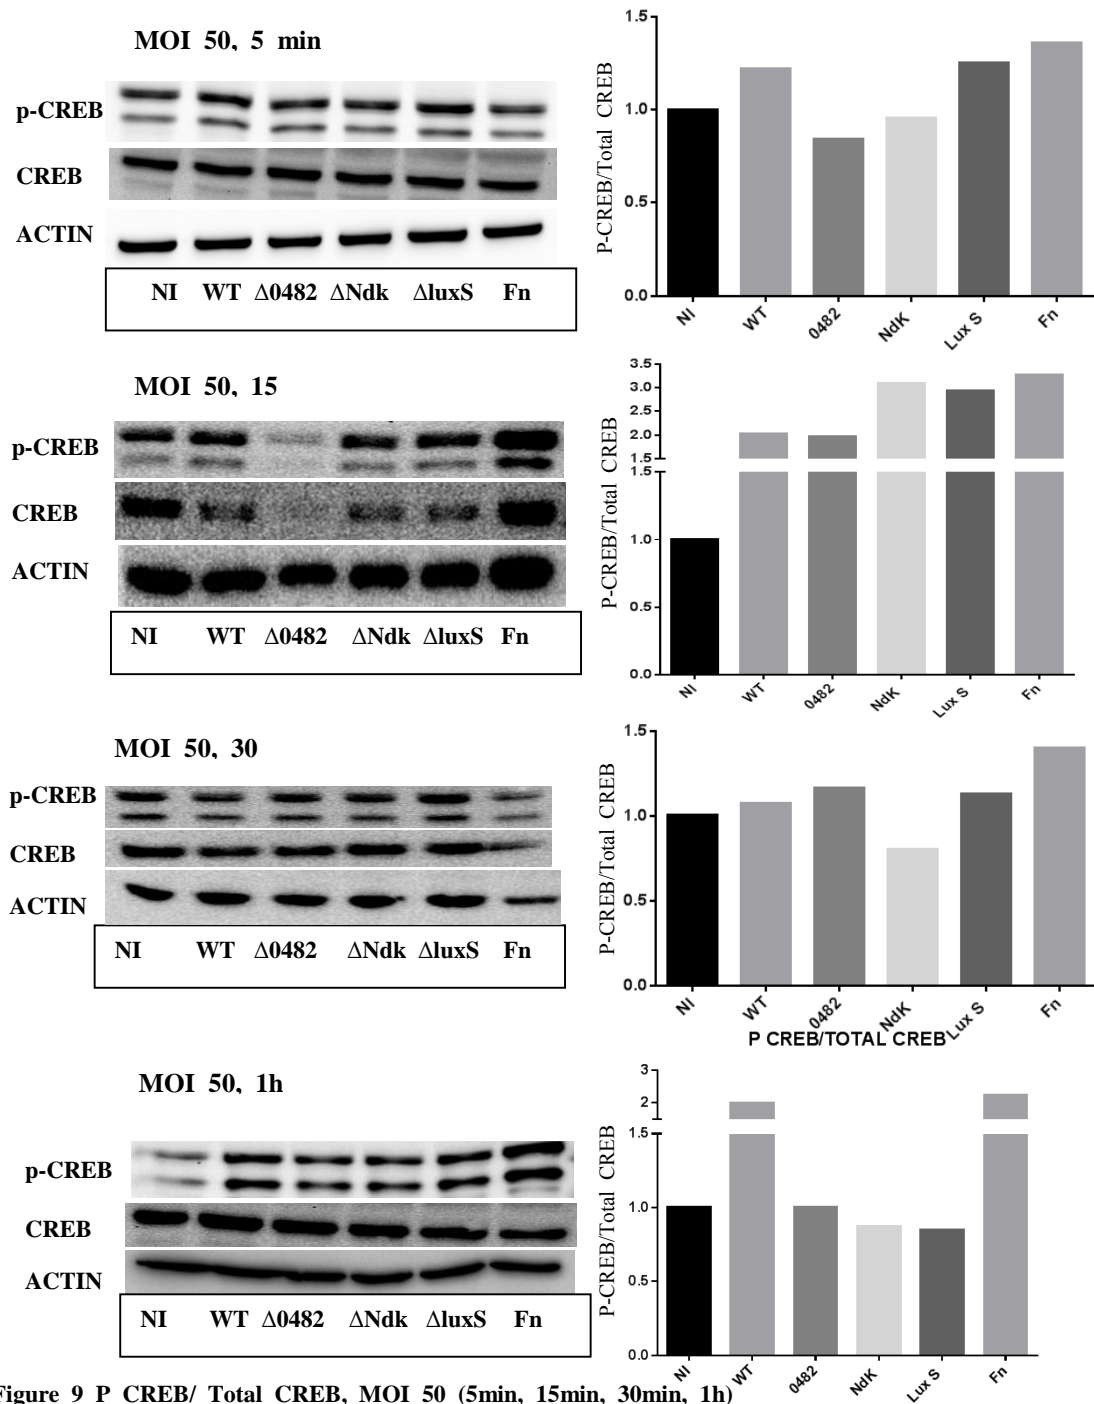 MOI 50, 5 min
p-CREB
CREB
ACTIN
NI WT Δ0482 ΔNdk ΔluxS Fn
P-CREB/Total CREB
1.5
1.0
0.5
0.0
NI WT 0482 NdK Lux S Fn
MOI 50, 15
p-CREB
CREB
ACTIN
NI WT Δ0482 ΔNdk ΔluxS Fn
P-CREB/Total CREB
3.5
3.0
2.5
2.0
1.5
1.5
1.0
0.5
0.0
NI WT 0482 NdK Lux S Fn
MOI 50, 30
p-CREB
CREB
ACTIN
NI WT Δ0482 ΔNdk ΔluxS Fn
P-CREB/Total CREB
1.5
1.0
0.5
0.0
NI WT 0482 NdK Lux S Fn
P CREB/TOTAL CREB
MOI 50, 1h
p-CREB
CREB
ACTIN
NI WT Δ0482 ΔNdk ΔluxS Fn
P-CREB/Total CREB
3
2
1.5
1.0
0.5
0.0
NI WT 0482 NdK Lux S Fn
Figure 9 P CREB/ Total CREB, MOI 50 (5min, 15min, 30min, 1h)